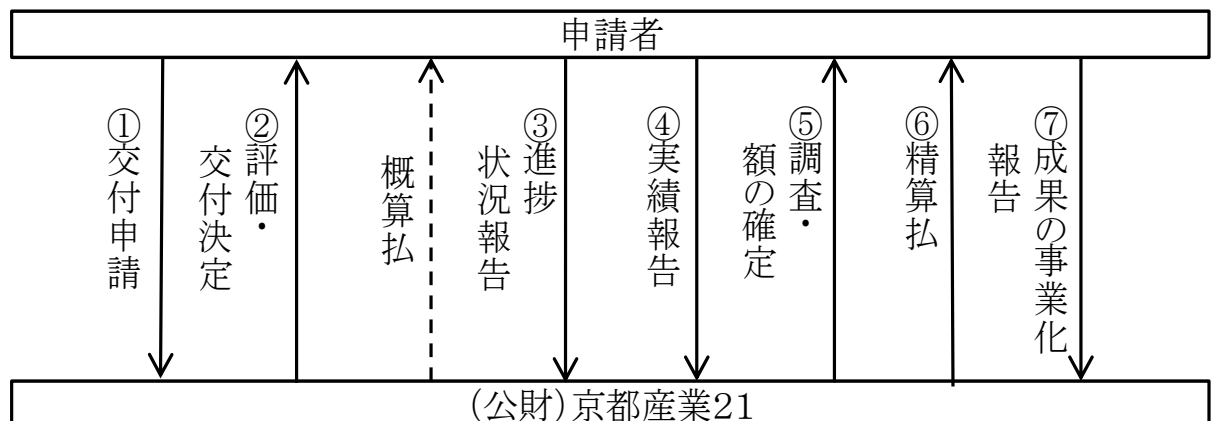 申請者
①交付申請
②評価・
交付決定
概算払
③進捗
状況報告
④実績報告
⑤調査・
額の確定
⑥精算払
⑦成果の事業化
報告
(公財)京都産業21